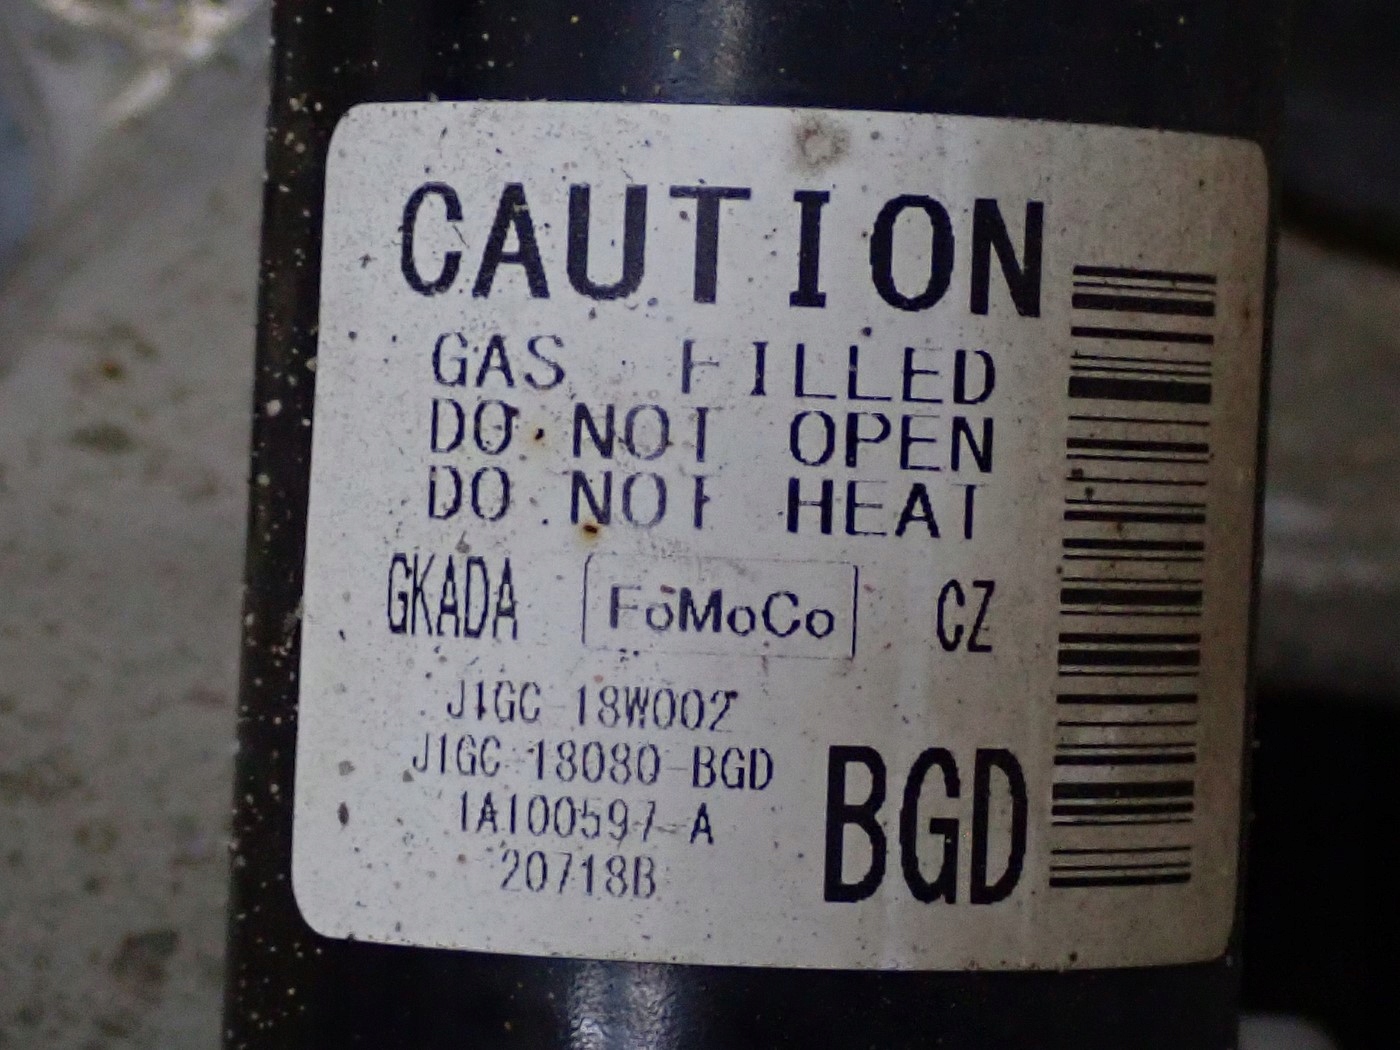 CAUTION
GAS FILLED
DO NOT OPEN
DO NOT HEAT
GKADA FoMoCo CZ
J1GC 18W002
J1GC-18080-BGD
1A100597-A
20718B
BGD